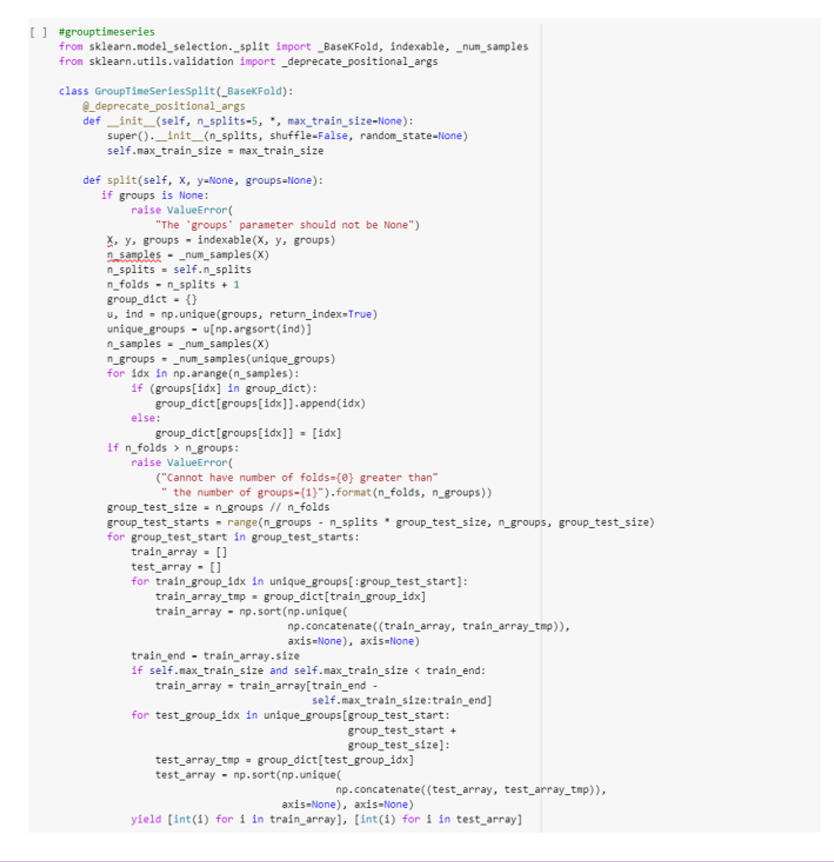 [ ] #grouptimeseries
from sklearn.model_selection._split import _BaseKFold, indexable, _num_samples
from sklearn.utils.validation import _deprecate_positional_args
class GroupTimeSeriesSplit(_BaseKFold):
@_deprecate_positional_args
def __init__(self, n_splits=5, *, max_train_size=None):
super().__init__(n_splits, shuffle=False, random_state=None)
self.max_train_size = max_train_size
def split(self, X, y=None, groups=None):
if groups is None:
raise ValueError(
"The 'groups' parameter should not be None")
X, y, groups = indexable(X, y, groups)
n_samples = _num_samples(X)
n_splits = self.n_splits
n_folds = n_splits + 1
group_dict = {}
u, ind = np.unique(groups, return_index=True)
unique_groups = u[np.argsort(ind)]
n_samples = _num_samples(X)
n_groups = _num_samples(unique_groups)
for idx in np.arange(n_samples):
if (groups[idx] in group_dict):
group_dict[groups[idx]].append(idx)
else:
group_dict[groups[idx]] = [idx]
if n_folds > n_groups:
raise ValueError(
("Cannot have number of folds={0} greater than"
" the number of groups={1}").format(n_folds, n_groups))
group_test_size = n_groups // n_folds
group_test_starts = range(n_groups - n_splits * group_test_size, n_groups, group_test_size)
for group_test_start in group_test_starts:
train_array = []
test_array = []
for train_group_idx in unique_groups[:group_test_start]:
train_array_tmp = group_dict[train_group_idx]
train_array = np.sort(np.unique(
np.concatenate((train_array, train_array_tmp)),
axis=None), axis=None)
train_end = train_array.size
if self.max_train_size and self.max_train_size < train_end:
train_array = train_array[train_end -
self.max_train_size:train_end]
for test_group_idx in unique_groups[group_test_start:
group_test_start +
group_test_size]:
test_array_tmp = group_dict[test_group_idx]
test_array = np.sort(np.unique(
np.concatenate((test_array, test_array_tmp)),
axis=None), axis=None)
yield [int(i) for i in train_array], [int(i) for i in test_array]